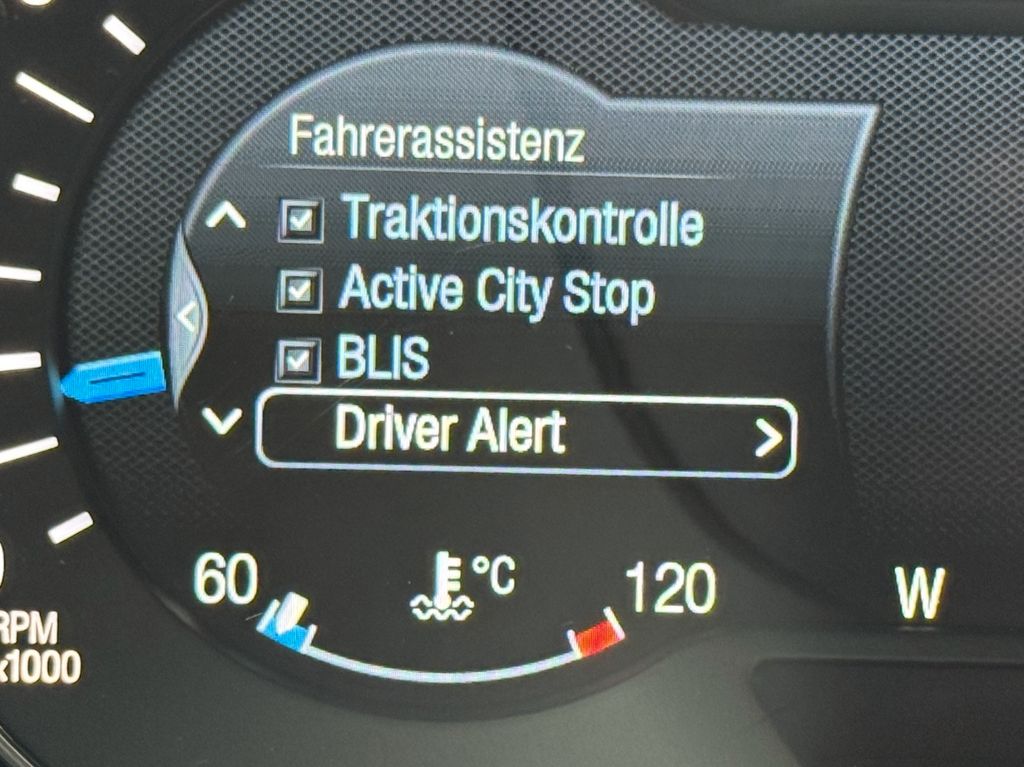 Fahrerassistenz
Traktionskontrolle
Active City Stop
BLIS
Driver Alert
60 °C 120
W
RPM
x1000